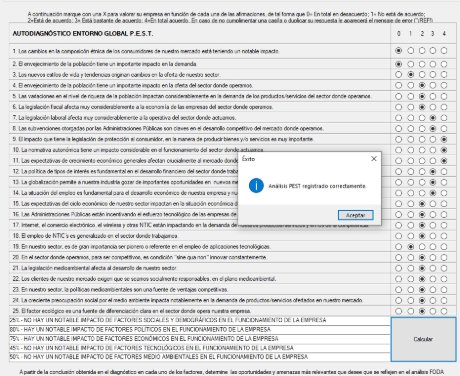 A continuación marque con una X para valorar su empresa en función de cada una de las afirmaciones, de tal forma que 0= En total en desacuerdo; 1= No está de acuerdo;
2=Está de acuerdo; 3= Está bastante de acuerdo; 4=En total acuerdo. En caso de no cumplimentar una casilla o duplicar su respuesta le aparecerá el mensaje de error ("¡REF!)
AUTODIAGNÓSTICO ENTORNO GLOBAL P.E.S.T. 0 1 2 3 4
1. Los cambios en la composición étnica de los consumidores de nuestro mercado está teniendo un notable impacto.
2. El envejecimiento de la población tiene un importante impacto en la demanda.
3. Los nuevos estilos de vida y tendencias originan cambios en la oferta de nuestro sector.
4. El envejecimiento de la población tiene un importante impacto en la oferta del sector donde operamos.
5. Las variaciones en el nivel de riqueza de la población impactan considerablemente en la demanda de los productos/servicios del sector donde operamos.
6. La legislación fiscal afecta muy considerablemente a la economía de las empresas del sector donde operamos.
7. La legislación laboral afecta muy considerablemente a la operativa del sector donde actuamos.
8. Las subvenciones otorgadas por las Administraciones Públicas son claves en el desarrollo competitivo del mercado donde operamos.
9. El impacto que tiene la legislación de protección al consumidor, en la manera de producir bienes y/o servicios es muy importante.
10. La normativa autonómica tiene un impacto considerable en el funcionamiento del sector donde actuamos.
11. Las expectativas de crecimiento económico generales afectan crucialmente al mercado donde
12. La política de tipos de interés es fundamental en el desarrollo financiero del sector donde
13. La globalización permite a nuestra industria gozar de importantes oportunidades en nuevos
14. La situación del empleo es fundamental para el desarrollo económico de nuestra empresa y
15. Las expectativas del ciclo económico de nuestro sector impactan en la situación económica
16. Las Administraciones Públicas están incentivando el esfuerzo tecnológico de las empresas de
17. Internet, el comercio electrónico, el wireless y otras NTIC están impactando en la demanda de
18. El empleo de NTIC's es generalizado en el sector donde trabajamos
19. En nuestro sector, es de gran importancia ser pionero o referente en el empleo de aplicaciones tecnológicas.
20. En el sector donde operamos, para ser competitivos, es condición "sine qua non" innovar constantemente.
21. La legislación medioambiental afecta al desarrollo de nuestro sector.
22. Los clientes de nuestro mercado exigen que se seamos socialmente responsables, en el plano medioambiental.
23. En nuestro sector, la políticas medioambientales son una fuente de ventajas competitivas.
24. La creciente preocupación social por el medio ambiente impacta notablemente en la demanda de productos/servicios ofertados en nuestro mercado.
25. El factor ecológico es una fuente de diferenciación clara en el sector donde opera nuestra empresa.
Éxito
Análisis PEST registrado correctamente.
Aceptar
25% - NO HAY UN NOTABLE IMPACTO DE FACTORES SOCIALES Y DEMOGRÁFICOS EN EL FUNCIONAMIENTO DE LA EMPRESA
80% - HAY UN NOTABLE IMPACTO DE FACTORES POLÍTICOS EN EL FUNCIONAMIENTO DE LA EMPRESA
75% - HAY UN NOTABLE IMPACTO DE FACTORES ECONÓMICOS EN EL FUNCIONAMIENTO DE LA EMPRESA
45% - NO HAY UN NOTABLE IMPACTO DE FACTORES TECNOLÓGICOS EN EL FUNCIONAMIENTO DE LA EMPRESA
50% - NO HAY UN NOTABLE IMPACTO DE FACTORES MEDIO AMBIENTALES EN EL FUNCIONAMIENTO DE LA EMPRESA
Calcular
A partir de la conclusión obtenida en el diagnóstico en cada uno de los factores, determine las oportunidades y amenazas más relevantes que desee que se reflejen en el análisis FODA